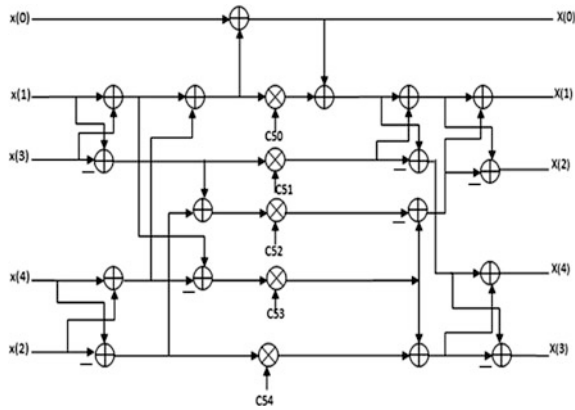 x(0) X(0)
x(1) X(1)
C50
x(3) X(2)
C51
C52
x(4) X(4)
C53
x(2) X(3)
C54